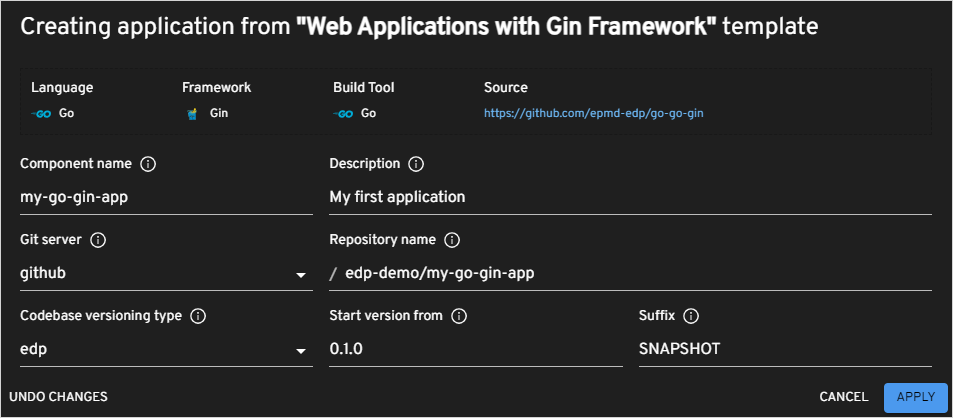 Creating application from "Web Applications with Gin Framework" template
Language Framework Build Tool Source
GO Go Gin GO Go https://github.com/epmd-edp/go-go-gin
Component name Description
my-go-gin-app My first application
Git server Repository name
github / edp-demo/my-go-gin-app
Codebase versioning type Start version from Suffix
edp 0.1.0 SNAPSHOT
UNDO CHANGES CANCEL APPLY